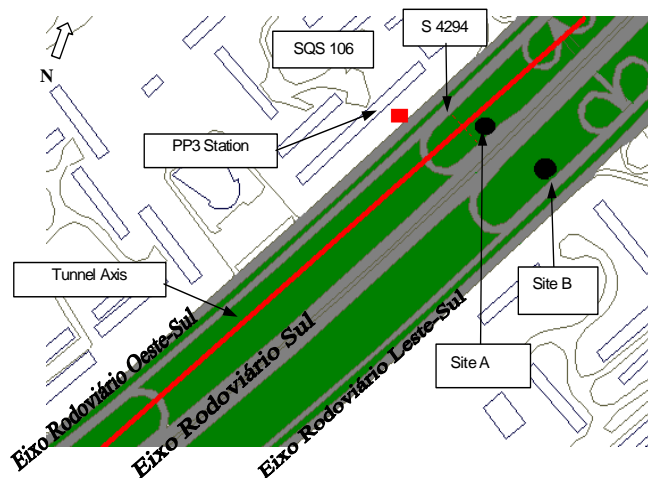 S 4294
SQS 106
N
PP3 Station
Tunnel Axis
Site B
Site A
Eixo Rodoviário Oeste-Sul
Eixo Rodoviário Sul
Eixo Rodoviário Leste-Sul